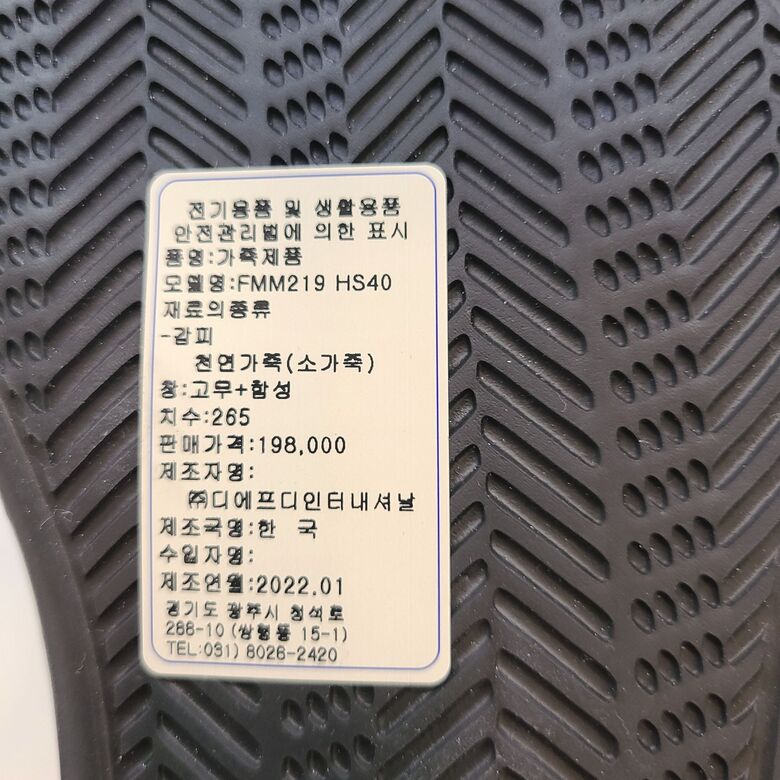 전기용품 및 생활용품
안전관리법에 의한 표시
품명:가죽제품
모델명:FMM219 HS40
재료의종류
-갑피
천연가죽(소가죽)
창:고무+합성
치수:265
판매가격:198,000
제조자명:
㈜디에프디인터내셔날
제조국명:한 국
수입자명:
제조연월:2022.01
경기도 광주시 청석로
268-10 (쌍령동 15-1)
TEL:031) 8026-2420